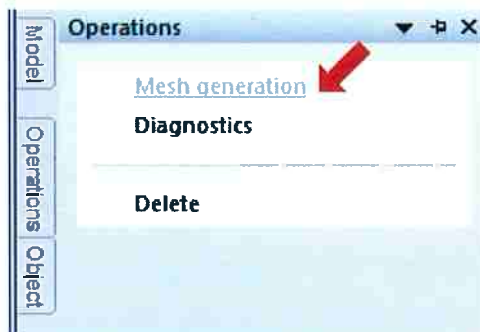 Operations
Mesh generation
Diagnostics
Delete
Model
Operations
Object